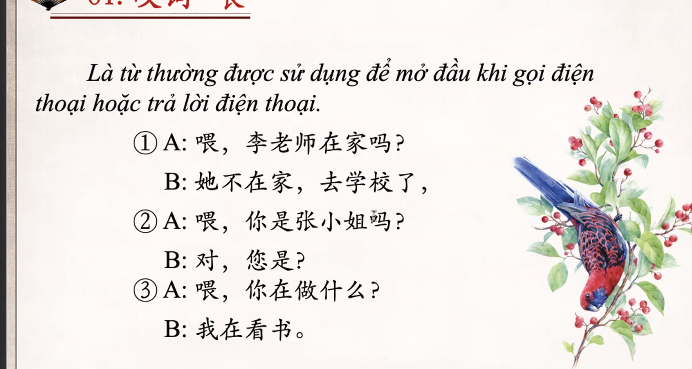 Là từ thường được sử dụng để mở đầu khi gọi điện
thoại hoặc trả lời điện thoại.
① A: 喂，李老师在家吗？
B: 她不在家，去学校了，
② A: 喂，你是张小姐吗？
B: 对，您是？
③ A: 喂，你在做什么？
B: 我在看书。